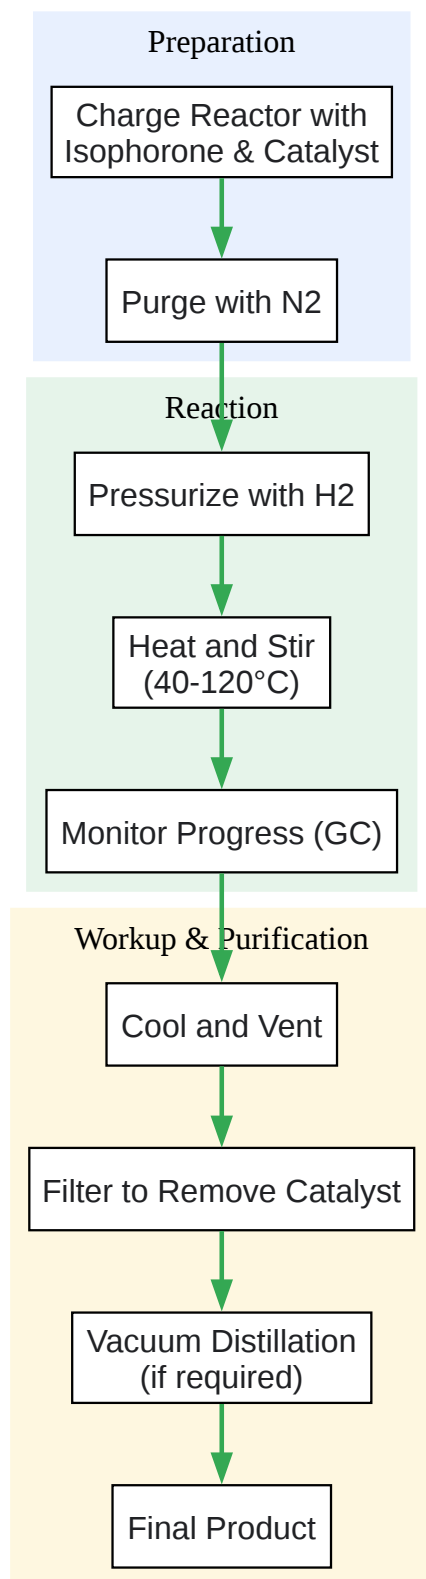 Preparation
Charge Reactor with
Isophorone & Catalyst
Purge with N2
Reaction
Pressurize with H2
Heat and Stir
(40-120°C)
Monitor Progress (GC)
Workup & Purification
Cool and Vent
Filter to Remove Catalyst
Vacuum Distillation
(if required)
Final Product